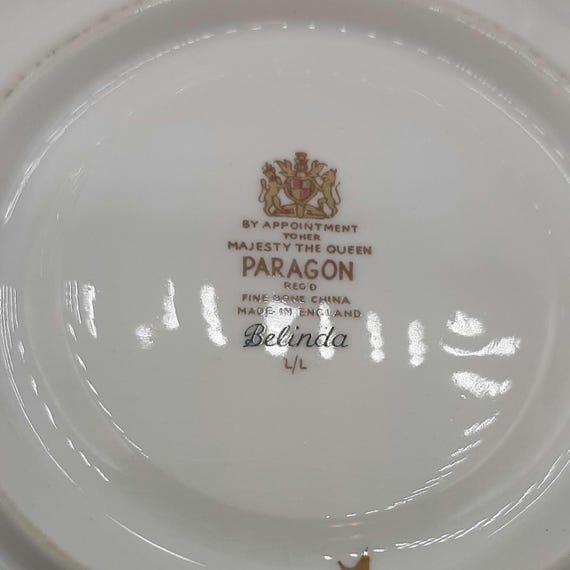 BY APPOINTMENT
TO HER
MAJESTY THE QUEEN
PARAGON
REG'D
FINE BONE CHINA
MADE IN ENGLAND
Belinda
L/L